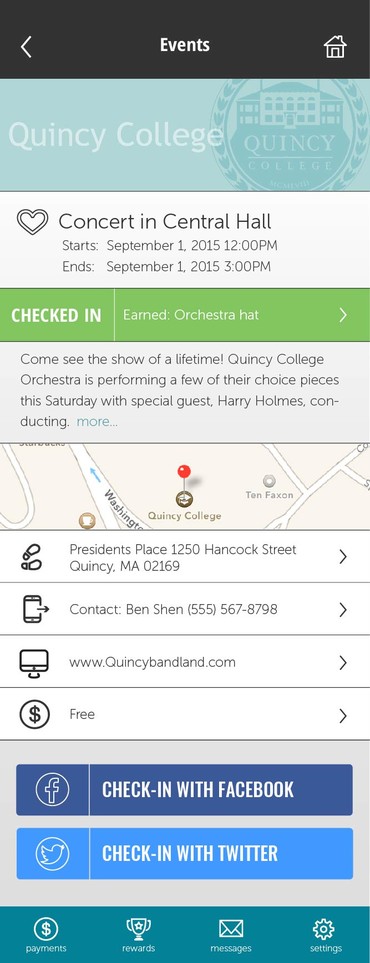 Events
Quincy College
QUINCY
COLLEGE
Concert in Central Hall
Starts: September 1, 2015 12:00PM
Ends: September 1, 2015 3:00PM
CHECKED IN
Earned: Orchestra hat
Come see the show of a lifetime! Quincy College
Orchestra is performing a few of their choice pieces
this Saturday with special guest, Harry Holmes, con-
ducting. more...
Starbucks
Washing
Ten Faxon
Quincy College
Presidents Place 1250 Hancock Street
Quincy, MA 02169
Contact: Ben Shen (555) 567-8798
www.Quincybandland.com
Free
CHECK-IN WITH FACEBOOK
CHECK-IN WITH TWITTER
payments
rewards
messages
settings